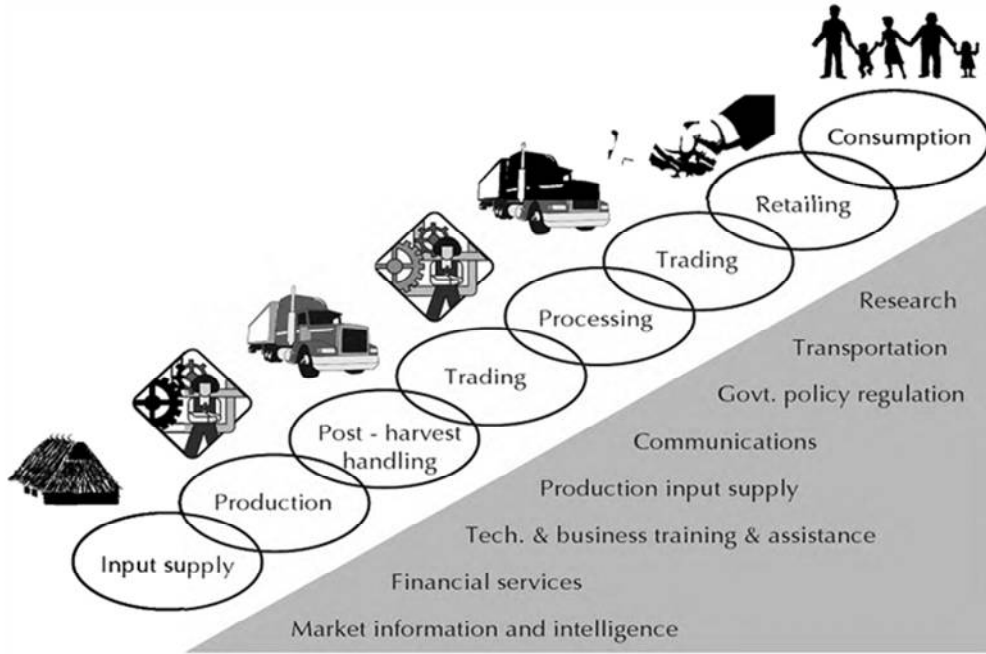 Consumption
Retailing
Trading
Processing
Trading
Post - harvest
handling
Production
Input supply
Research
Transportation
Govt. policy regulation
Communications
Production input supply
Tech. & business training & assistance
Financial services
Market information and intelligence